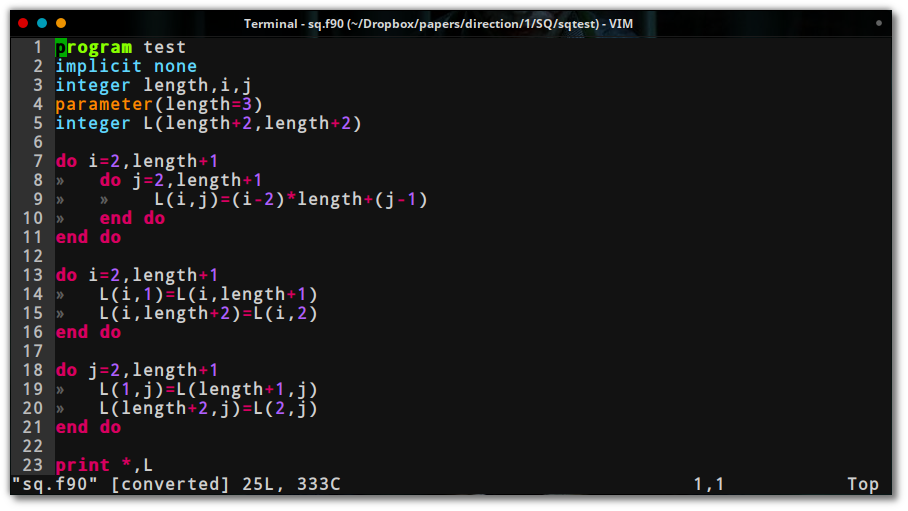 Terminal - sq.f90 (~/Dropbox/papers/direction/1/SQ/sqtest) - VIM
1 program test
2 implicit none
3 integer length,i,j
4 parameter(length=3)
5 integer L(length+2,length+2)
6
7 do i=2,length+1
8 »   do j=2,length+1
9 »   »    L(i,j)=(i-2)*length+(j-1)
10 »   end do
11 end do
12
13 do i=2,length+1
14 »   L(i,1)=L(i,length+1)
15 »   L(i,length+2)=L(i,2)
16 end do
17
18 do j=2,length+1
19 »   L(1,j)=L(length+1,j)
20 »   L(length+2,j)=L(2,j)
21 end do
22
23 print *,L
"sq.f90" [converted] 25L, 333C 1,1 Top